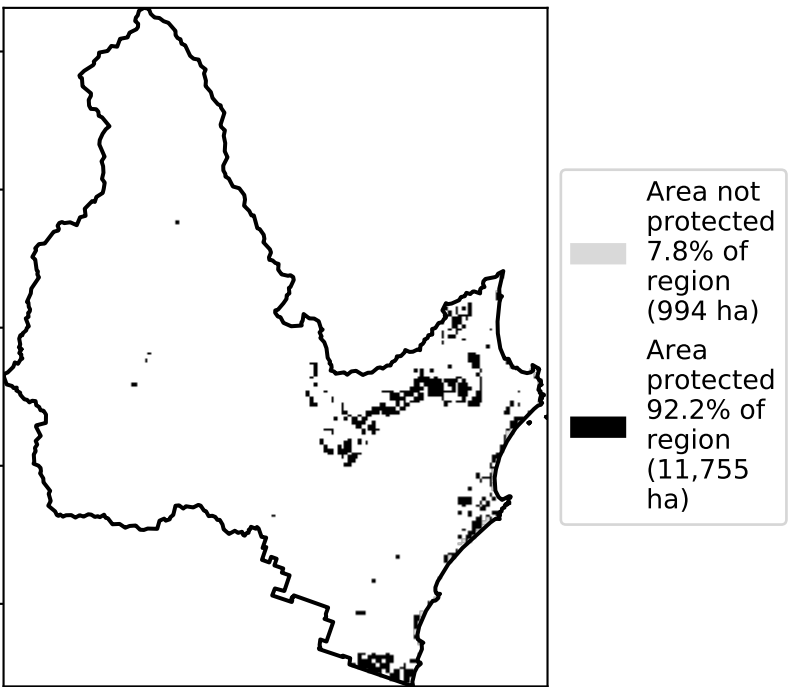 Area not
protected
7.8% of
region
(994 ha)
Area
protected
92.2% of
region
(11,755
ha)